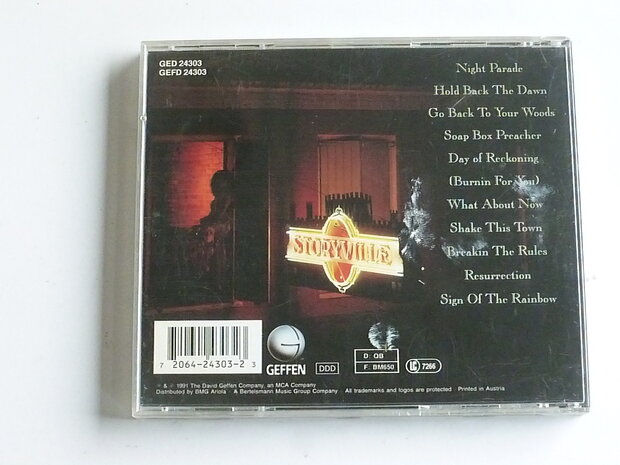 GED 24303
GEFD 24303
Night Parade
Hold Back The Dawn
Go Back To Your Woods
Soap Box Preacher
Day of Reckoning
(Burnin For You)
What About Now
Shake This Town
Breakin The Rules
Resurrection
Sign Of The Rainbow
STORYVILLE
7 2064-24303-2 3
G
GEFFEN
DDD
D: QB
F: BM650
LC 7266
℗ & © 1991 The David Geffen Company, an MCA Company
Distributed by BMG Ariola · A Bertelsmann Music Group Company · All trademarks and logos are protected · Printed in Austria